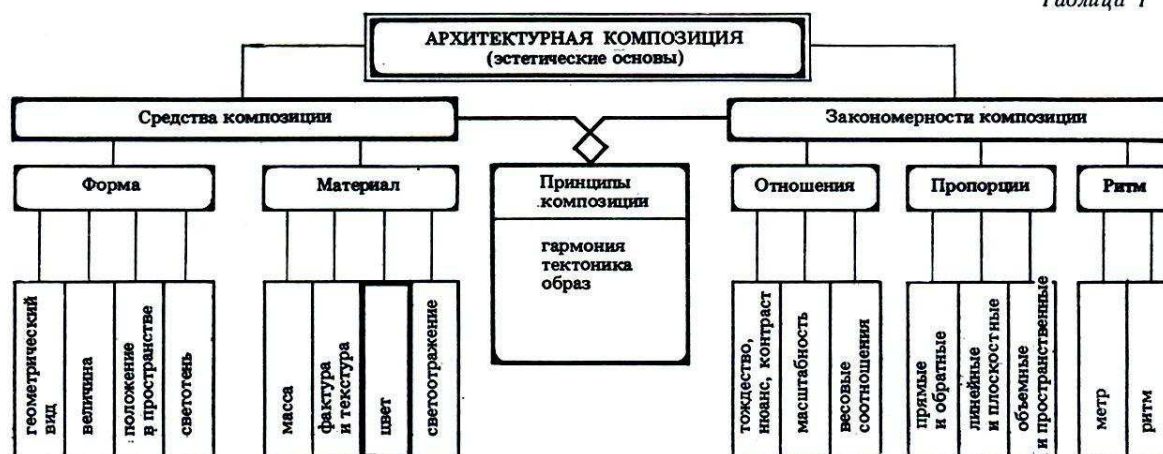 Таблица 1
АРХИТЕКТУРНАЯ КОМПОЗИЦИЯ
(эстетические основы)
Средства композиции
Закономерности композиции
Форма
Материал
Принципы
композиции
гармония
тектоника
образ
Отношения
Пропорции
Ритм
геометрический
вид
величина
положение
в пространстве
светотень
масса
фактура
и текстура
цвет
светоотражение
тождество,
нюанс, контраст
масштабность
весовые
соотношения
прямые
и обратные
линейные
и плоскостные
объемные
и пространственные
метр
ритм